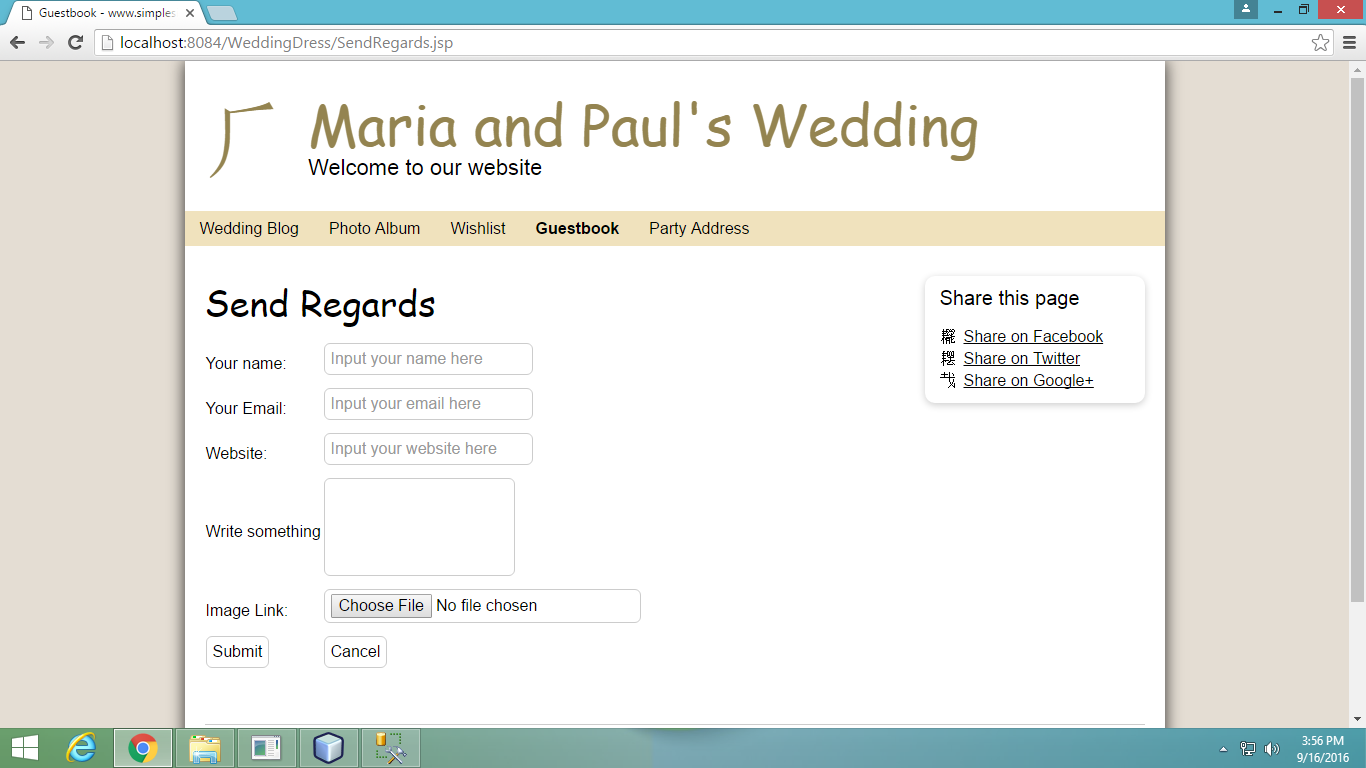 Guestbook - www.simples
localhost:8084/WeddingDress/SendRegards.jsp
Maria and Paul's Wedding
Welcome to our website
Wedding Blog Photo Album Wishlist Guestbook Party Address
Send Regards
Your name: Input your name here
Your Email: Input your email here
Website: Input your website here
Write something
Image Link: Choose File No file chosen
Submit Cancel
Share this page
Share on Facebook
Share on Twitter
Share on Google+
3:56 PM
9/16/2016